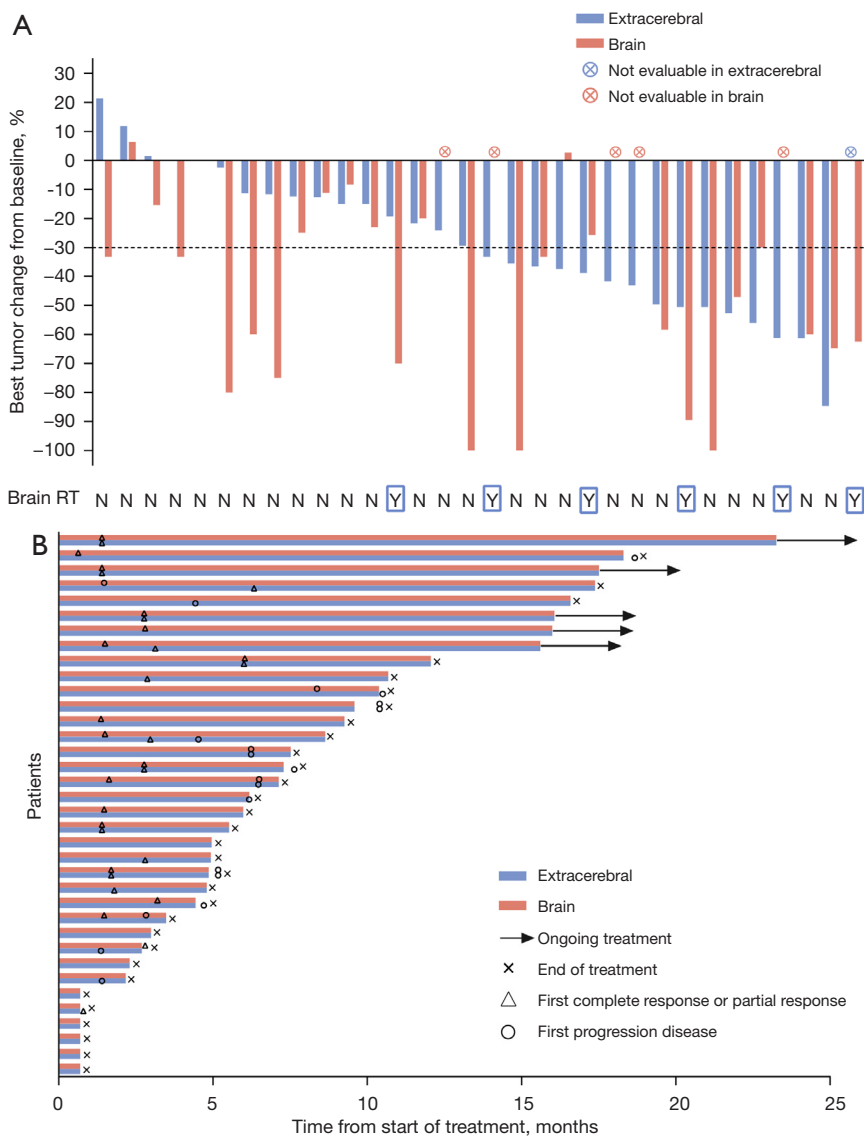 A
Extracerebral
Brain
Not evaluable in extracerebral
Not evaluable in brain
Best tumor change from baseline, %
30
20
10
0
-10
-20
-30
-40
-50
-60
-70
-80
-90
-100
Brain RT N N N N N N N N N N N N Y N N N Y N N N Y N N N Y N N N Y N N Y
B
Patients
Extracerebral
Brain
Ongoing treatment
End of treatment
First complete response or partial response
First progression disease
0 5 10 15 20 25
Time from start of treatment, months